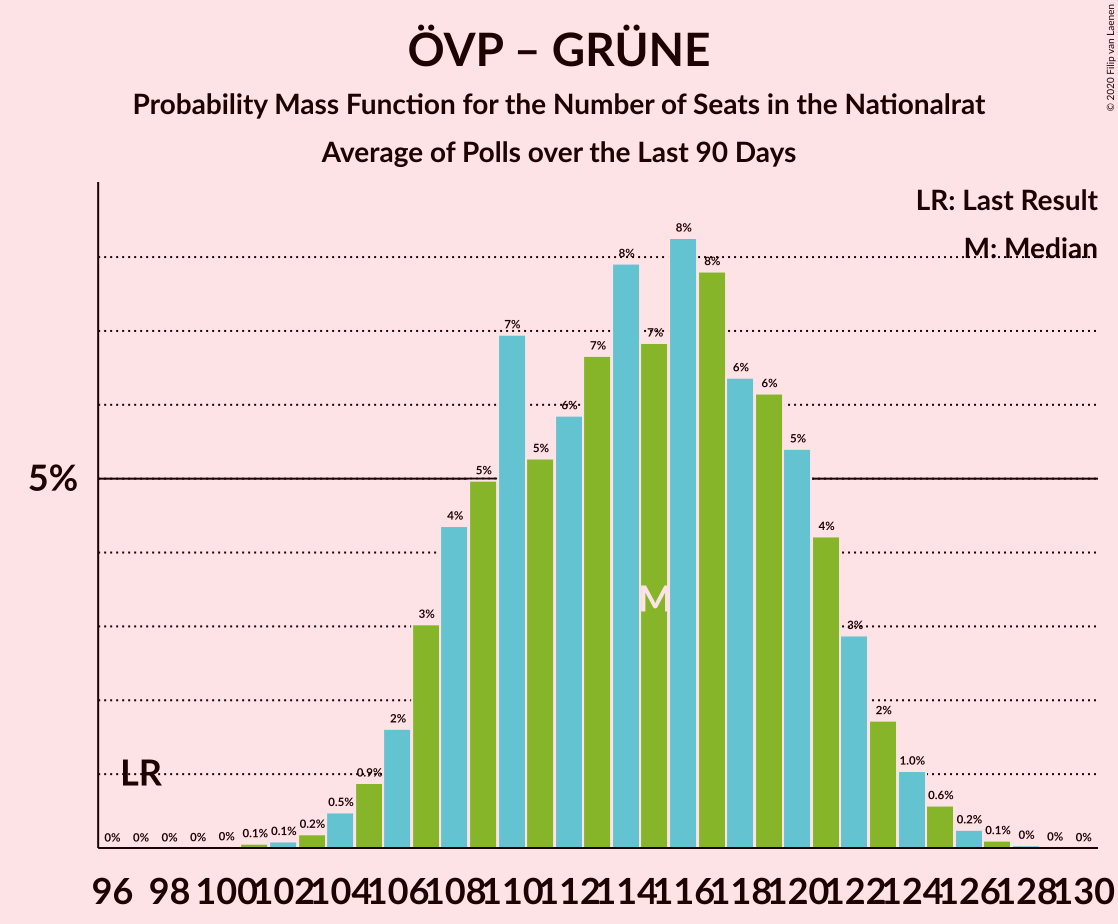 ÖVP – GRÜNE
Probability Mass Function for the Number of Seats in the Nationalrat
Average of Polls over the Last 90 Days
© 2020 Filip van Laenen
LR: Last Result
M: Median
8%
8%
8%
7%
7%
7%
6%
6%
6%
5%
5%
5%
5%
4%
4%
M
3%
3%
2%
2%
LR
0.9%
1.0%
0.5%
0.6%
0% 0% 0% 0% 0% 0.1% 0.1% 0.2% 0.2% 0.1% 0% 0% 0%
96 98 100 102 104 106 108 110 112 114 116 118 120 122 124 126 128 130